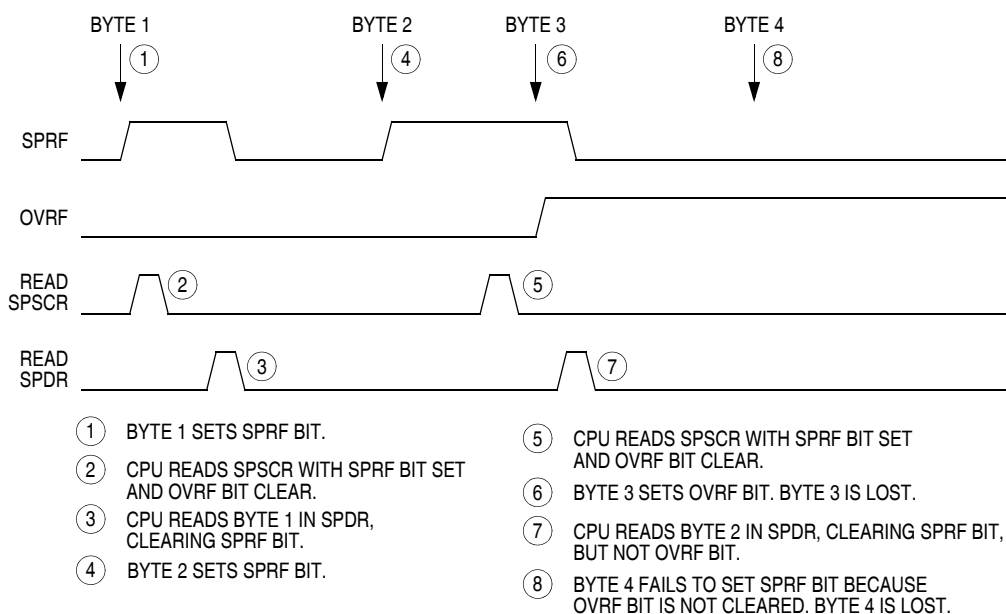 BYTE 1
BYTE 2
BYTE 3
BYTE 4
1
4
6
8
SPRF
OVRF
READ
SPSCR
2
5
READ
SPDR
3
7
1 BYTE 1 SETS SPRF BIT.
2 CPU READS SPSCR WITH SPRF BIT SET
AND OVRF BIT CLEAR.
3 CPU READS BYTE 1 IN SPDR,
CLEARING SPRF BIT.
4 BYTE 2 SETS SPRF BIT.
5 CPU READS SPSCR WITH SPRF BIT SET
AND OVRF BIT CLEAR.
6 BYTE 3 SETS OVRF BIT. BYTE 3 IS LOST.
7 CPU READS BYTE 2 IN SPDR, CLEARING SPRF BIT,
BUT NOT OVRF BIT.
8 BYTE 4 FAILS TO SET SPRF BIT BECAUSE
OVRF BIT IS NOT CLEARED. BYTE 4 IS LOST.